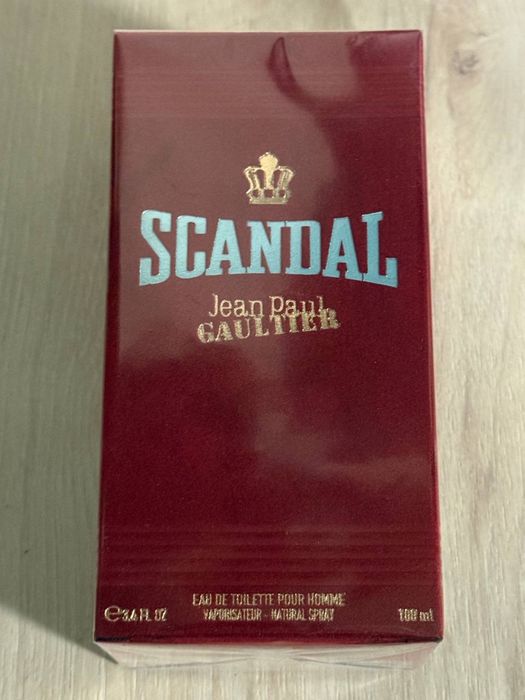 SCANDAL
Jean Paul
GAULTIER
EAU DE TOILETTE POUR HOMME
℮ 3.4 FL. OZ VAPORISATEUR - NATURAL SPRAY 100 ml